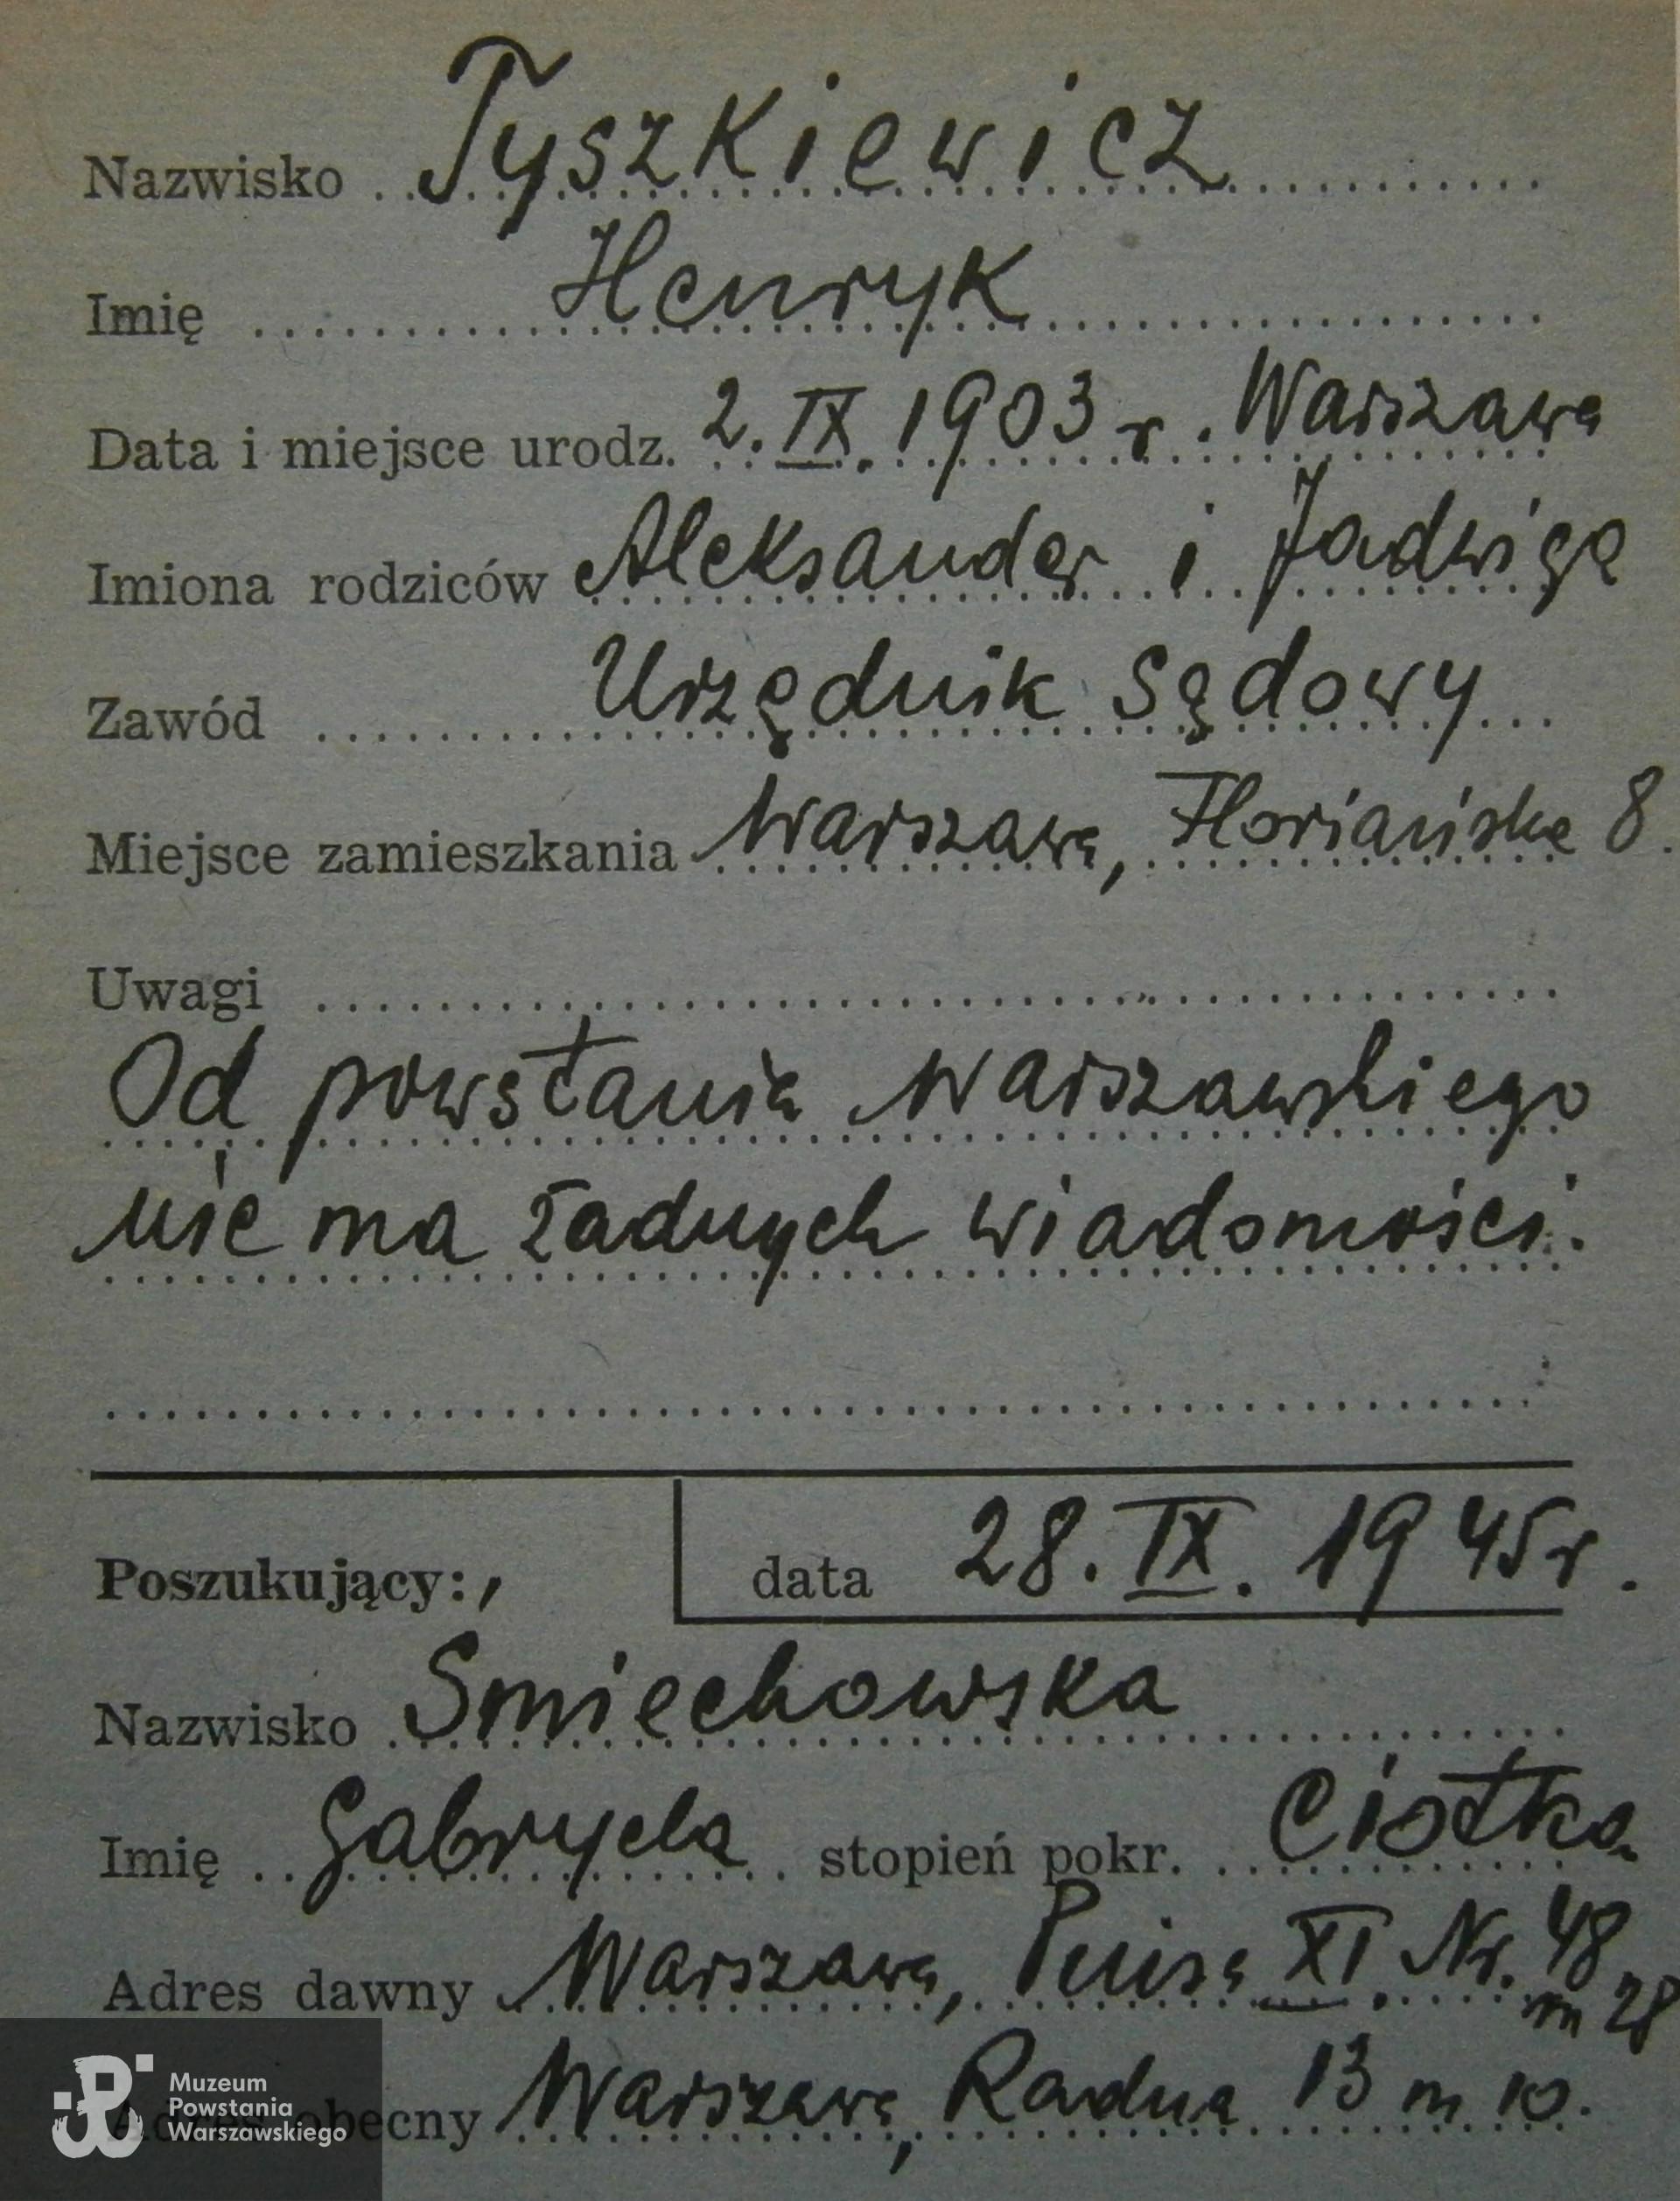 Nazwisko Tyszkiewicz
Imię Henryk
Data i miejsce urodz. 2. IX. 1903 r. Warszawa
Imiona rodziców Aleksander i Jadwiga
Zawód Urzędnik sądowy
Miejsce zamieszkania Warszawa, Floriańska 8.
Uwagi
Od powstania Warszawskiego
nie ma żadnych wiadomości.
Poszukujący: data 28. IX. 1945 r.
Nazwisko Smiechowska
Imię Gabryela stopień pokr. Ciotka
Adres dawny Warszawa, Piusa XI Nr. 48
m 28
Adres obecny Warszawa, Radna 13 m 10.
Muzeum
Powstania
Warszawskiego